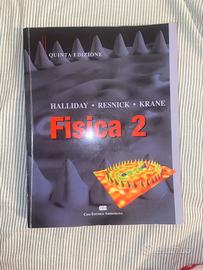 QUINTA EDIZIONE
HALLIDAY • RESNICK • KRANE
Fisica 2
CASA EDITRICE AMBROSIANA